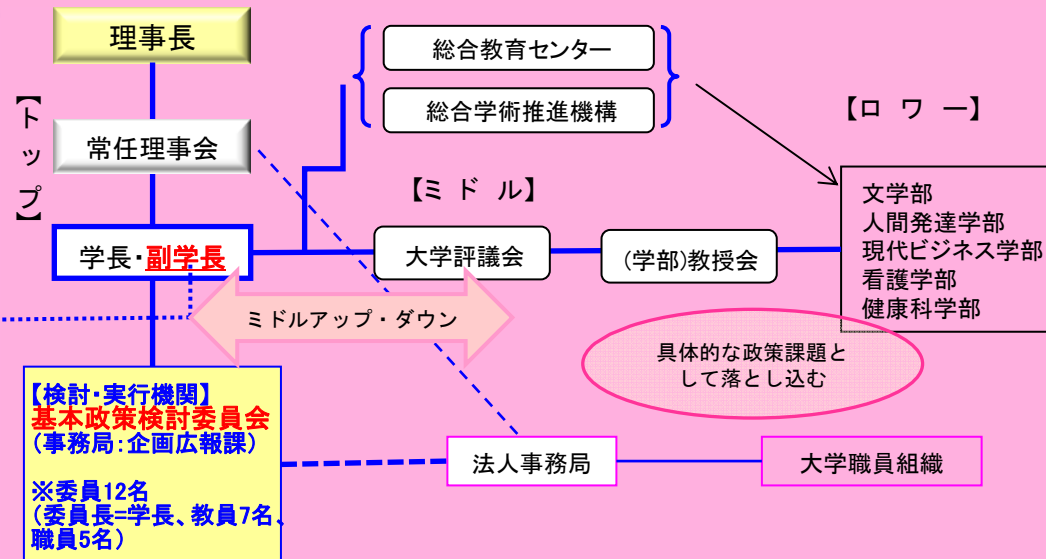 理事長
総合教育センター
総合学術推進機構
【トップ】
常任理事会
【ロワー】
【ミドル】
学長・副学長
大学評議会
(学部)教授会
文学部
人間発達学部
現代ビジネス学部
看護学部
健康科学部
ミドルアップ・ダウン
具体的な政策課題と
して落とし込む
【検討・実行機関】
基本政策検討委員会
(事務局:企画広報課)
※委員12名
(委員長=学長、教員7名、
職員5名)
法人事務局
大学職員組織